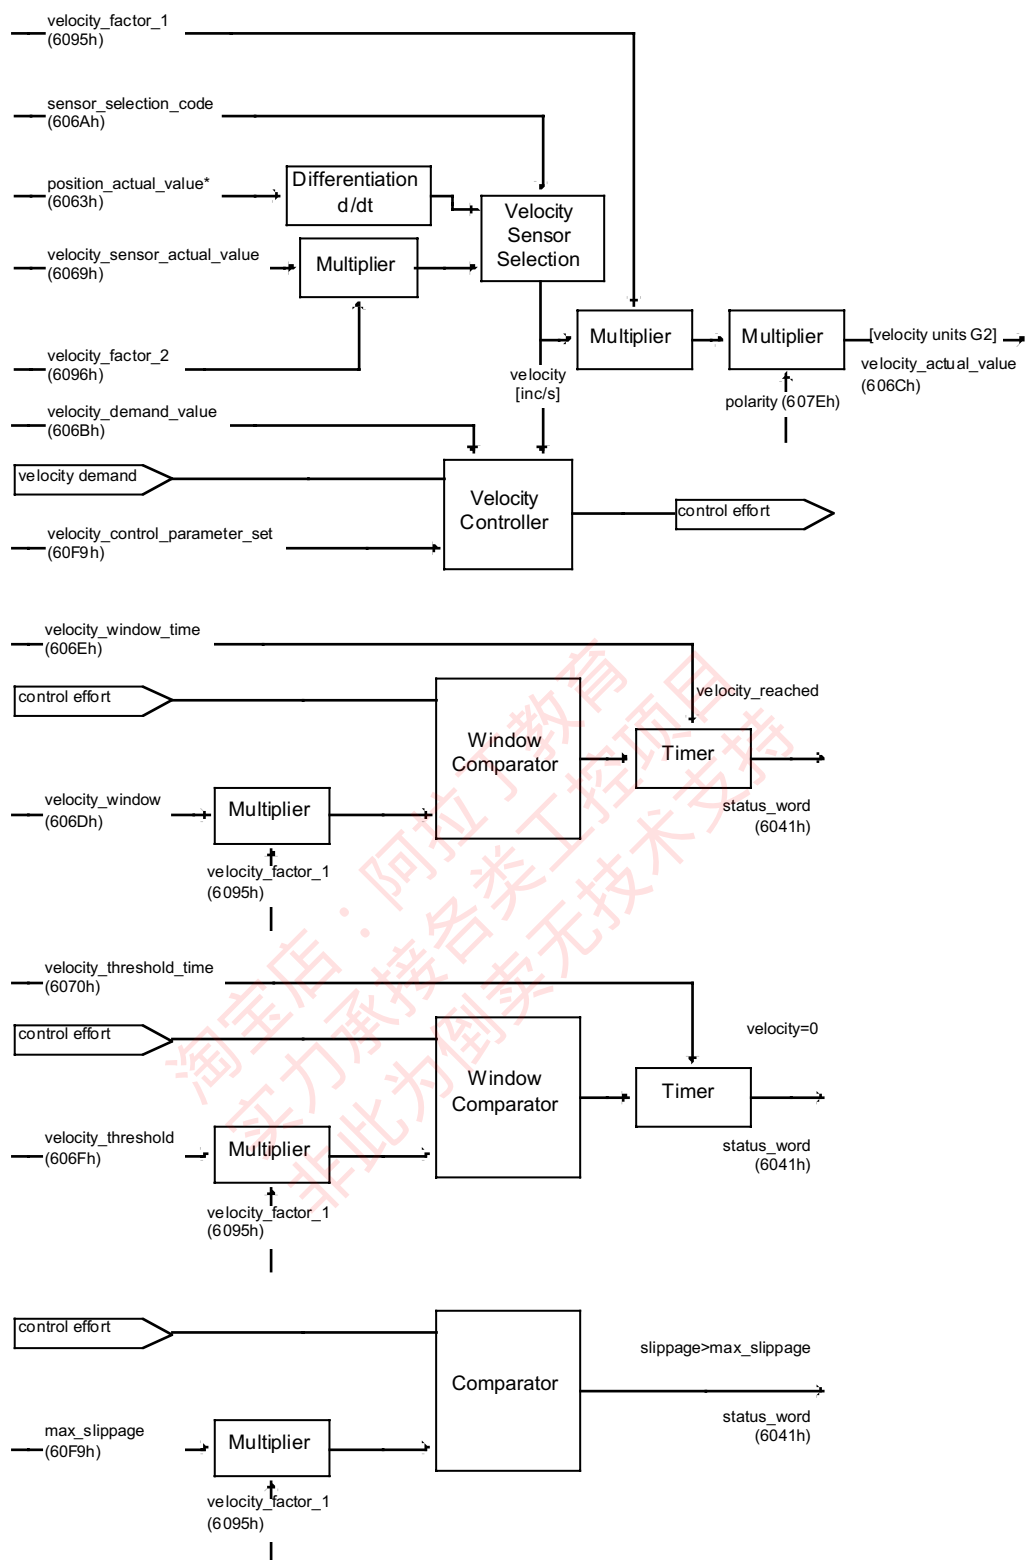 velocity_factor_1
(6095h)
sensor_selection_code
(606Ah)
position_actual_value*
(6063h)
Differentiation
d/dt
Velocity
Sensor
Selection
velocity_sensor_actual_value
(6069h)
Multiplier
Multiplier
Multiplier
[velocity units G2]
velocity_actual_value
(606Ch)
velocity_factor_2
(6096h)
velocity
[inc/s]
polarity (607Eh)
velocity_demand_value
(606Bh)
velocity demand
Velocity
Controller
control effort
velocity_control_parameter_set
(60F9h)
velocity_window_time
(606Eh)
control effort
velocity_reached
Window
Comparator
Timer
velocity_window
(606Dh)
Multiplier
status_word
(6041h)
velocity_factor_1
(6095h)
velocity_threshold_time
(6070h)
control effort
velocity=0
Window
Comparator
Timer
velocity_threshold
(606Fh)
Multiplier
status_word
(6041h)
velocity_factor_1
(6095h)
control effort
slippage>max_slippage
Comparator
max_slippage
(60F9h)
Multiplier
status_word
(6041h)
velocity_factor_1
(6095h)
淘宝店：阿拉丁教育
实力承接各类工控项目
非此为倒卖无技术支持